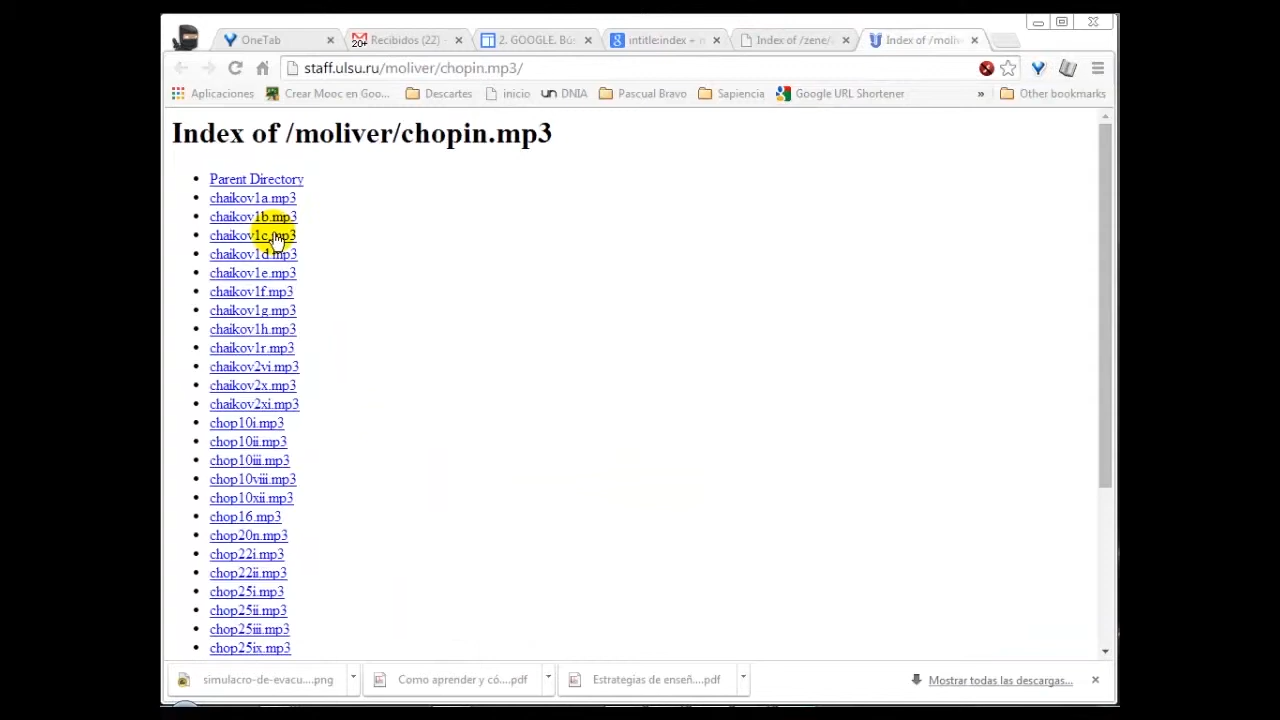 OneTab
Recibidos (22) -
2. GOOGLE. Bús
intitle:index +
Index of /zene/
Index of /moliv
20+
staff.ulsu.ru/moliver/chopin.mp3/
Aplicaciones
Crear Mooc en Goo...
Descartes
inicio
DNIA
Pascual Bravo
Sapiencia
Google URL Shortener
»
Other bookmarks
Index of /moliver/chopin.mp3
Parent Directory
chaikov1a.mp3
chaikov1b.mp3
chaikov1c.mp3
chaikov1d.mp3
chaikov1e.mp3
chaikov1f.mp3
chaikov1g.mp3
chaikov1h.mp3
chaikov1r.mp3
chaikov2vi.mp3
chaikov2x.mp3
chaikov2xi.mp3
chop10i.mp3
chop10ii.mp3
chop10iii.mp3
chop10viii.mp3
chop10xii.mp3
chop16.mp3
chop20n.mp3
chop22i.mp3
chop22ii.mp3
chop25i.mp3
chop25ii.mp3
chop25iii.mp3
chop25ix.mp3
simulacro-de-evacu....png
Como aprender y có....pdf
Estrategias de enseñ....pdf
Mostrar todas las descargas...